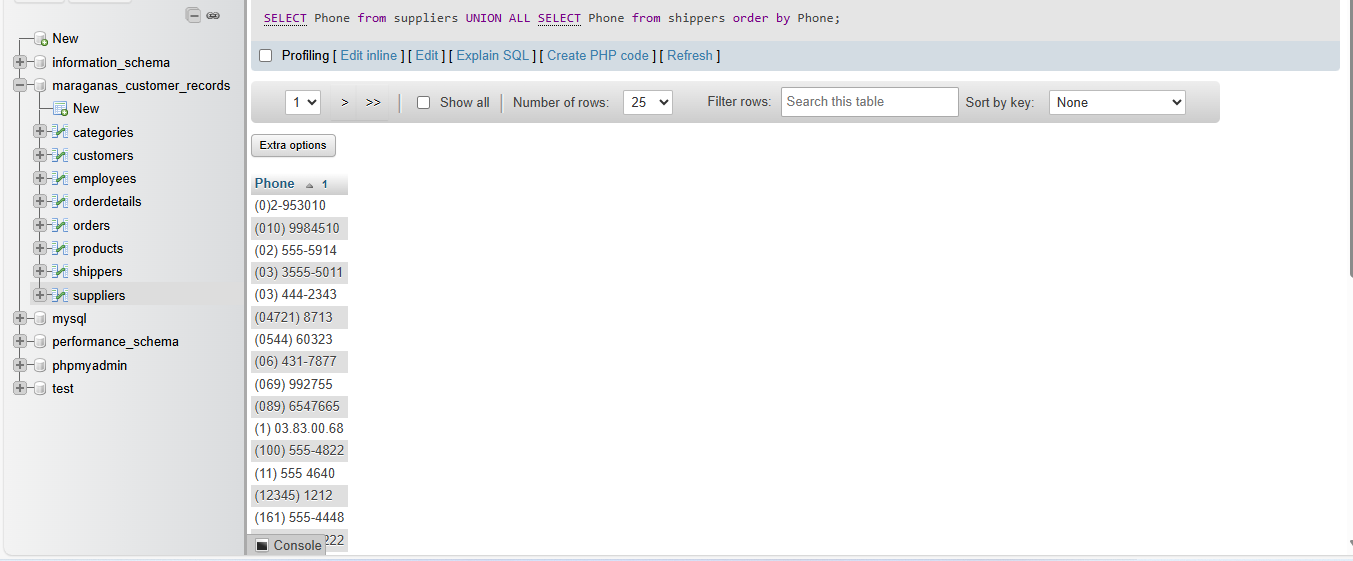 New
information_schema
maraganas_customer_records
New
categories
customers
employees
orderdetails
orders
products
shippers
suppliers
mysql
performance_schema
phpmyadmin
test
SELECT Phone from suppliers UNION ALL SELECT Phone from shippers order by Phone;
Profiling [ Edit inline ] [ Edit ] [ Explain SQL ] [ Create PHP code ] [ Refresh ]
1 > >> Show all Number of rows: 25 Filter rows: Search this table Sort by key: None
Extra options
Phone 1
(0)2-953010
(010) 9984510
(02) 555-5914
(03) 3555-5011
(03) 444-2343
(04721) 8713
(0544) 60323
(06) 431-7877
(069) 992755
(089) 6547665
(1) 03.83.00.68
(100) 555-4822
(11) 555 4640
(12345) 1212
(161) 555-4448
222
Console